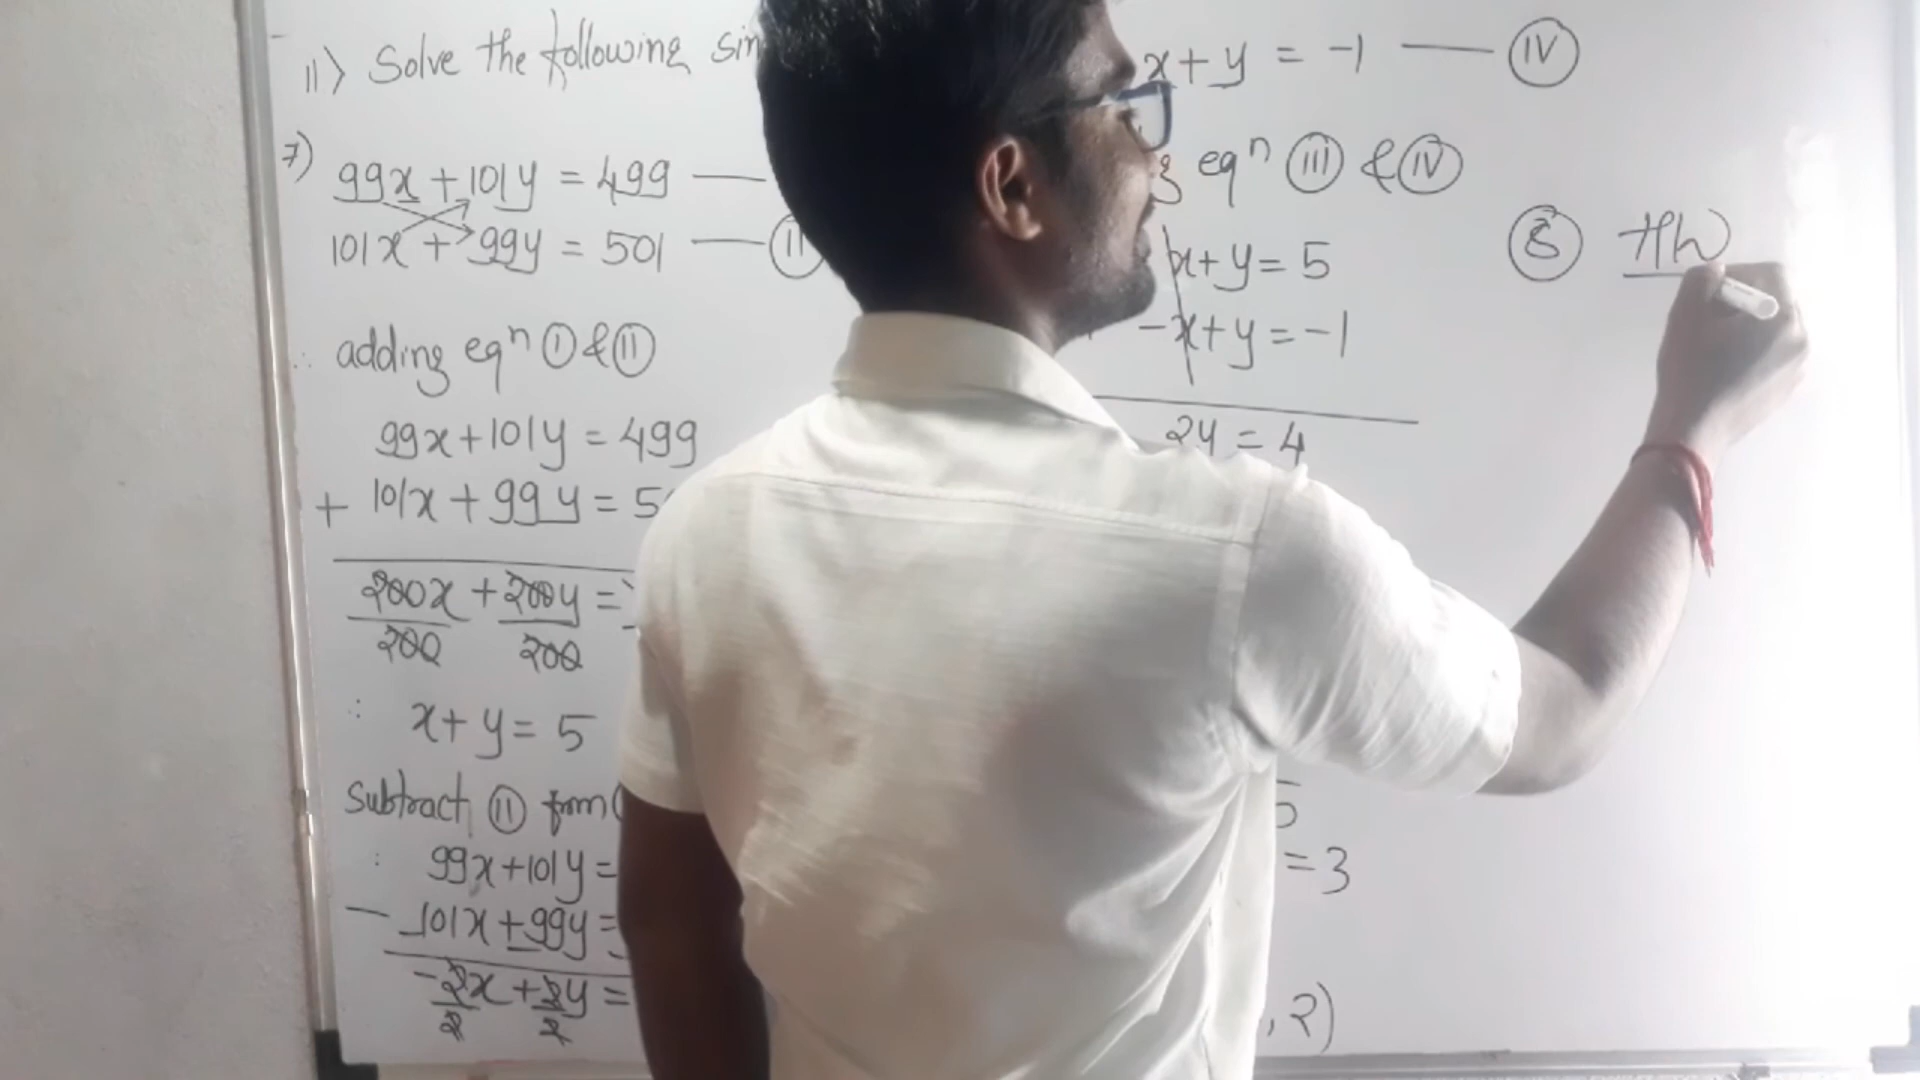 11) Solve the following
7) 99x + 101y = 499 —
101x + 99y = 501 — (II)
∴ adding eqⁿ (I) & (II)
99x + 101y = 499
+ 101x + 99y = 5
200x + 200y =
200 200
∴ x + y = 5
Subtract (II) from
: 99x + 101y =
— 101x + 99y =
-2x + 2y =
2 2
x + y = -1 — (IV)
eqⁿ (III) & (IV)
x + y = 5
-x + y = -1
2y = 4
= 3
, 2)
(8) HW